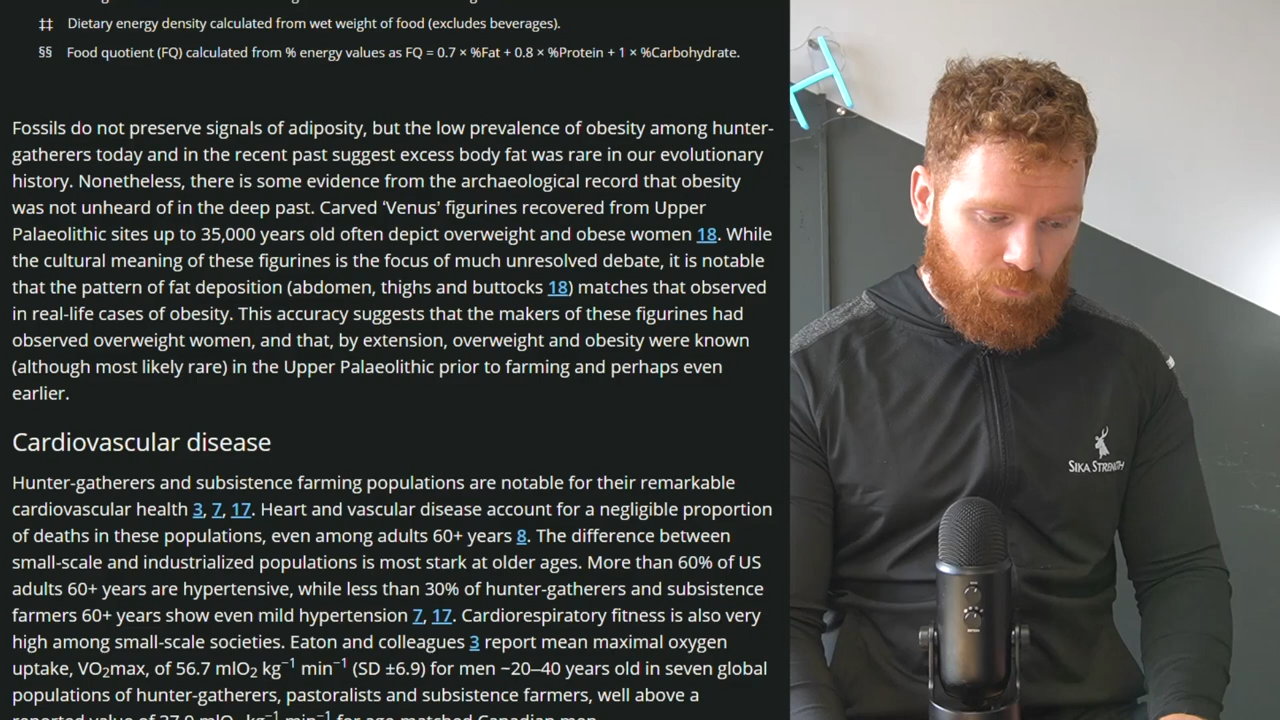 ‡‡ Dietary energy density calculated from wet weight of food (excludes beverages).
§§ Food quotient (FQ) calculated from % energy values as FQ = 0.7 × %Fat + 0.8 × %Protein + 1 × %Carbohydrate.
Fossils do not preserve signals of adiposity, but the low prevalence of obesity among hunter-
gatherers today and in the recent past suggest excess body fat was rare in our evolutionary
history. Nonetheless, there is some evidence from the archaeological record that obesity
was not unheard of in the deep past. Carved ‘Venus’ figurines recovered from Upper
Palaeolithic sites up to 35,000 years old often depict overweight and obese women 18. While
the cultural meaning of these figurines is the focus of much unresolved debate, it is notable
that the pattern of fat deposition (abdomen, thighs and buttocks 18) matches that observed
in real-life cases of obesity. This accuracy suggests that the makers of these figurines had
observed overweight women, and that, by extension, overweight and obesity were known
(although most likely rare) in the Upper Palaeolithic prior to farming and perhaps even
earlier.
Cardiovascular disease
Hunter-gatherers and subsistence farming populations are notable for their remarkable
cardiovascular health 3, 7, 17. Heart and vascular disease account for a negligible proportion
of deaths in these populations, even among adults 60+ years 8. The difference between
small-scale and industrialized populations is most stark at older ages. More than 60% of US
adults 60+ years are hypertensive, while less than 30% of hunter-gatherers and subsistence
farmers 60+ years show even mild hypertension 7, 17. Cardiorespiratory fitness is also very
high among small-scale societies. Eaton and colleagues 3 report mean maximal oxygen
uptake, VO₂max, of 56.7 mlO₂ kg⁻¹ min⁻¹ (SD ±6.9) for men ~20–40 years old in seven global
populations of hunter-gatherers, pastoralists and subsistence farmers, well above a
SIKA STRENGTH